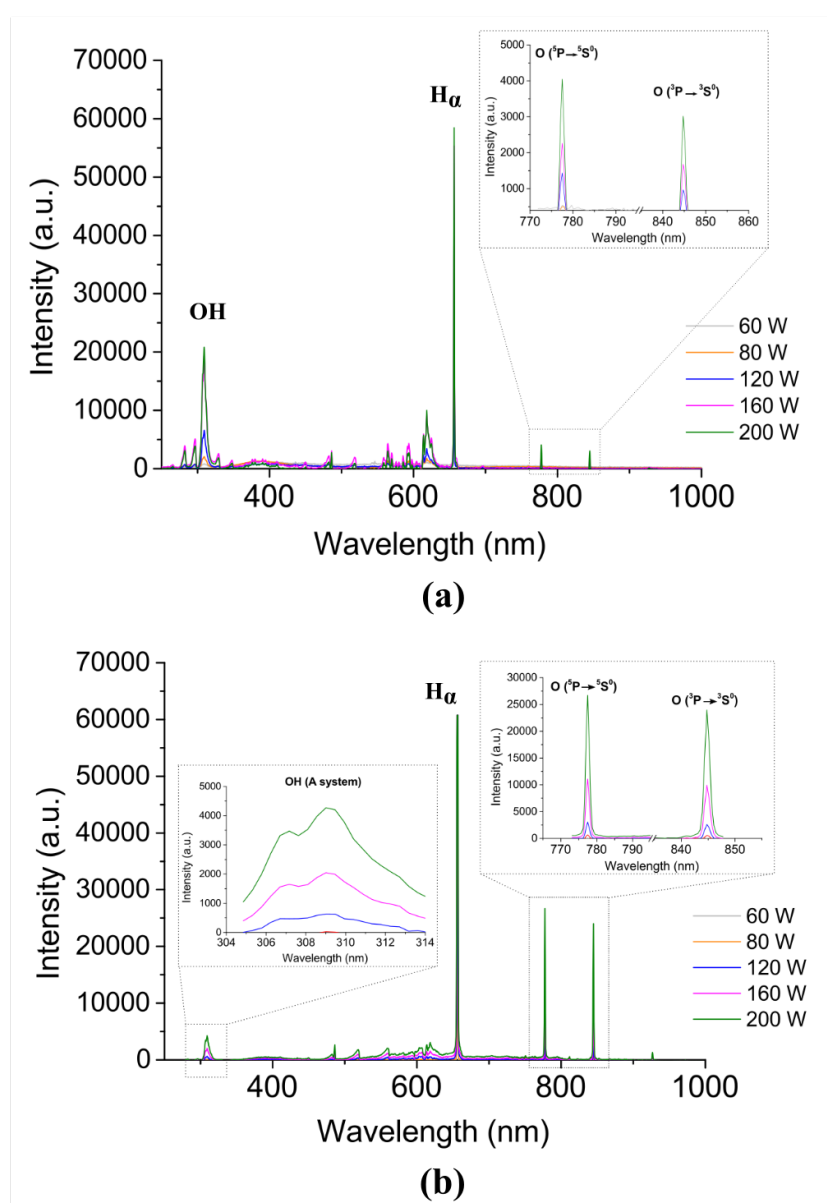 70000
60000
50000
40000
30000
20000
10000
0
Intensity (a.u.)
400
600
800
1000
Wavelength (nm)
OH
Hα
O (⁵P→⁵S⁰)
O (³P→³S⁰)
5000
4000
3000
2000
1000
Intensity (a.u.)
770
780
790
840
850
860
Wavelength (nm)
60 W
80 W
120 W
160 W
200 W
(a)
70000
60000
50000
40000
30000
20000
10000
0
Intensity (a.u.)
400
600
800
1000
Wavelength (nm)
Hα
OH (A system)
5000
4000
3000
2000
1000
0
Intensity (a.u.)
304
306
308
310
312
314
Wavelength (nm)
O (⁵P→⁵S⁰)
O (³P→³S⁰)
30000
25000
20000
15000
10000
5000
0
Intensity (a.u.)
770
780
790
840
850
Wavelength (nm)
60 W
80 W
120 W
160 W
200 W
(b)